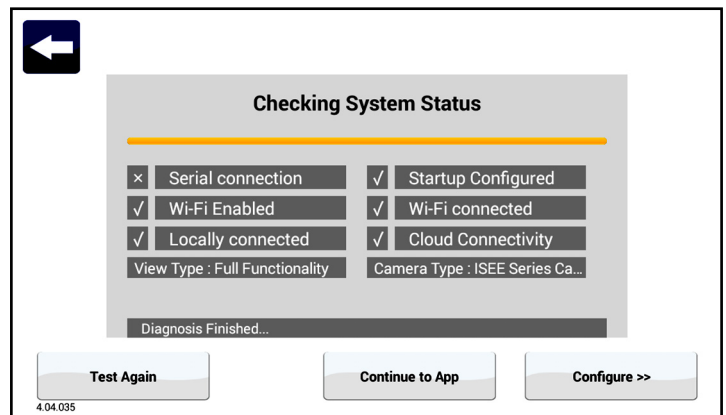 Checking System Status
× Serial connection
√ Startup Configured
√ Wi-Fi Enabled
√ Wi-Fi connected
√ Locally connected
√ Cloud Connectivity
View Type : Full Functionality
Camera Type : ISEE Series Ca...
Diagnosis Finished...
Test Again
Continue to App
Configure >>
4.04.035